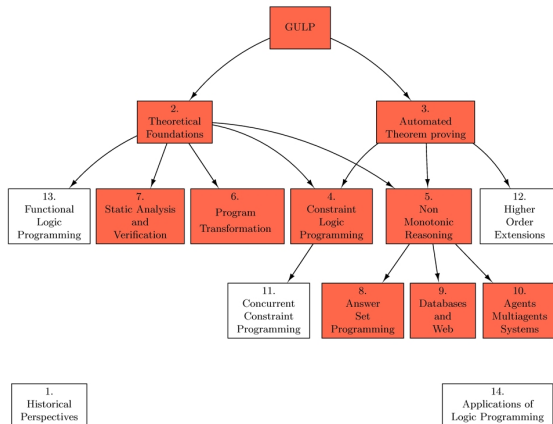 GULP
2.
Theoretical
Foundations
3.
Automated
Theorem proving
13.
Functional
Logic
Programming
7.
Static Analysis
and
Verification
6.
Program
Transformation
4.
Constraint
Logic
Programming
5.
Non
Monotonic
Reasoning
12.
Higher
Order
Extensions
11.
Concurrent
Constraint
Programming
8.
Answer
Set
Programming
9.
Databases
and
Web
10.
Agents
Multiagents
Systems
1.
Historical
Perspectives
14.
Applications of
Logic Programming